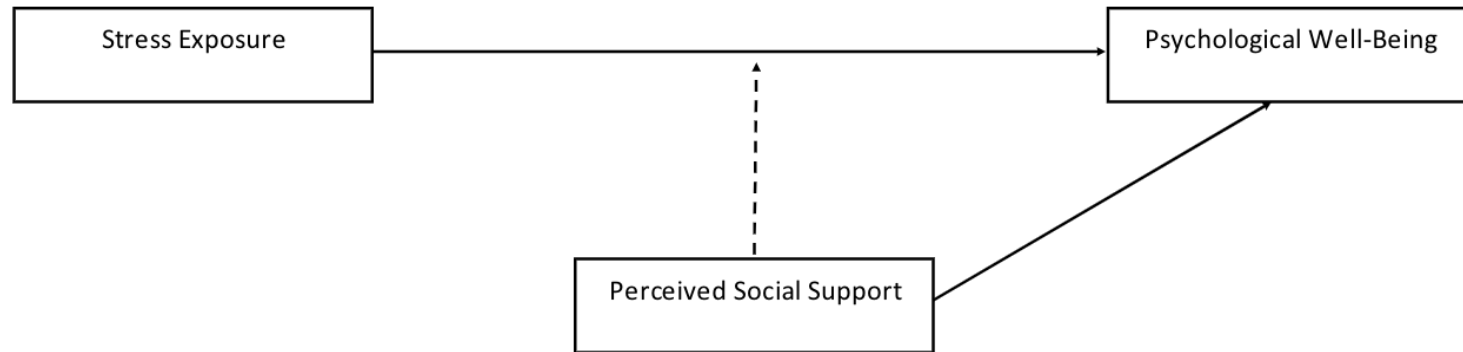 Stress Exposure
Psychological Well-Being
Perceived Social Support